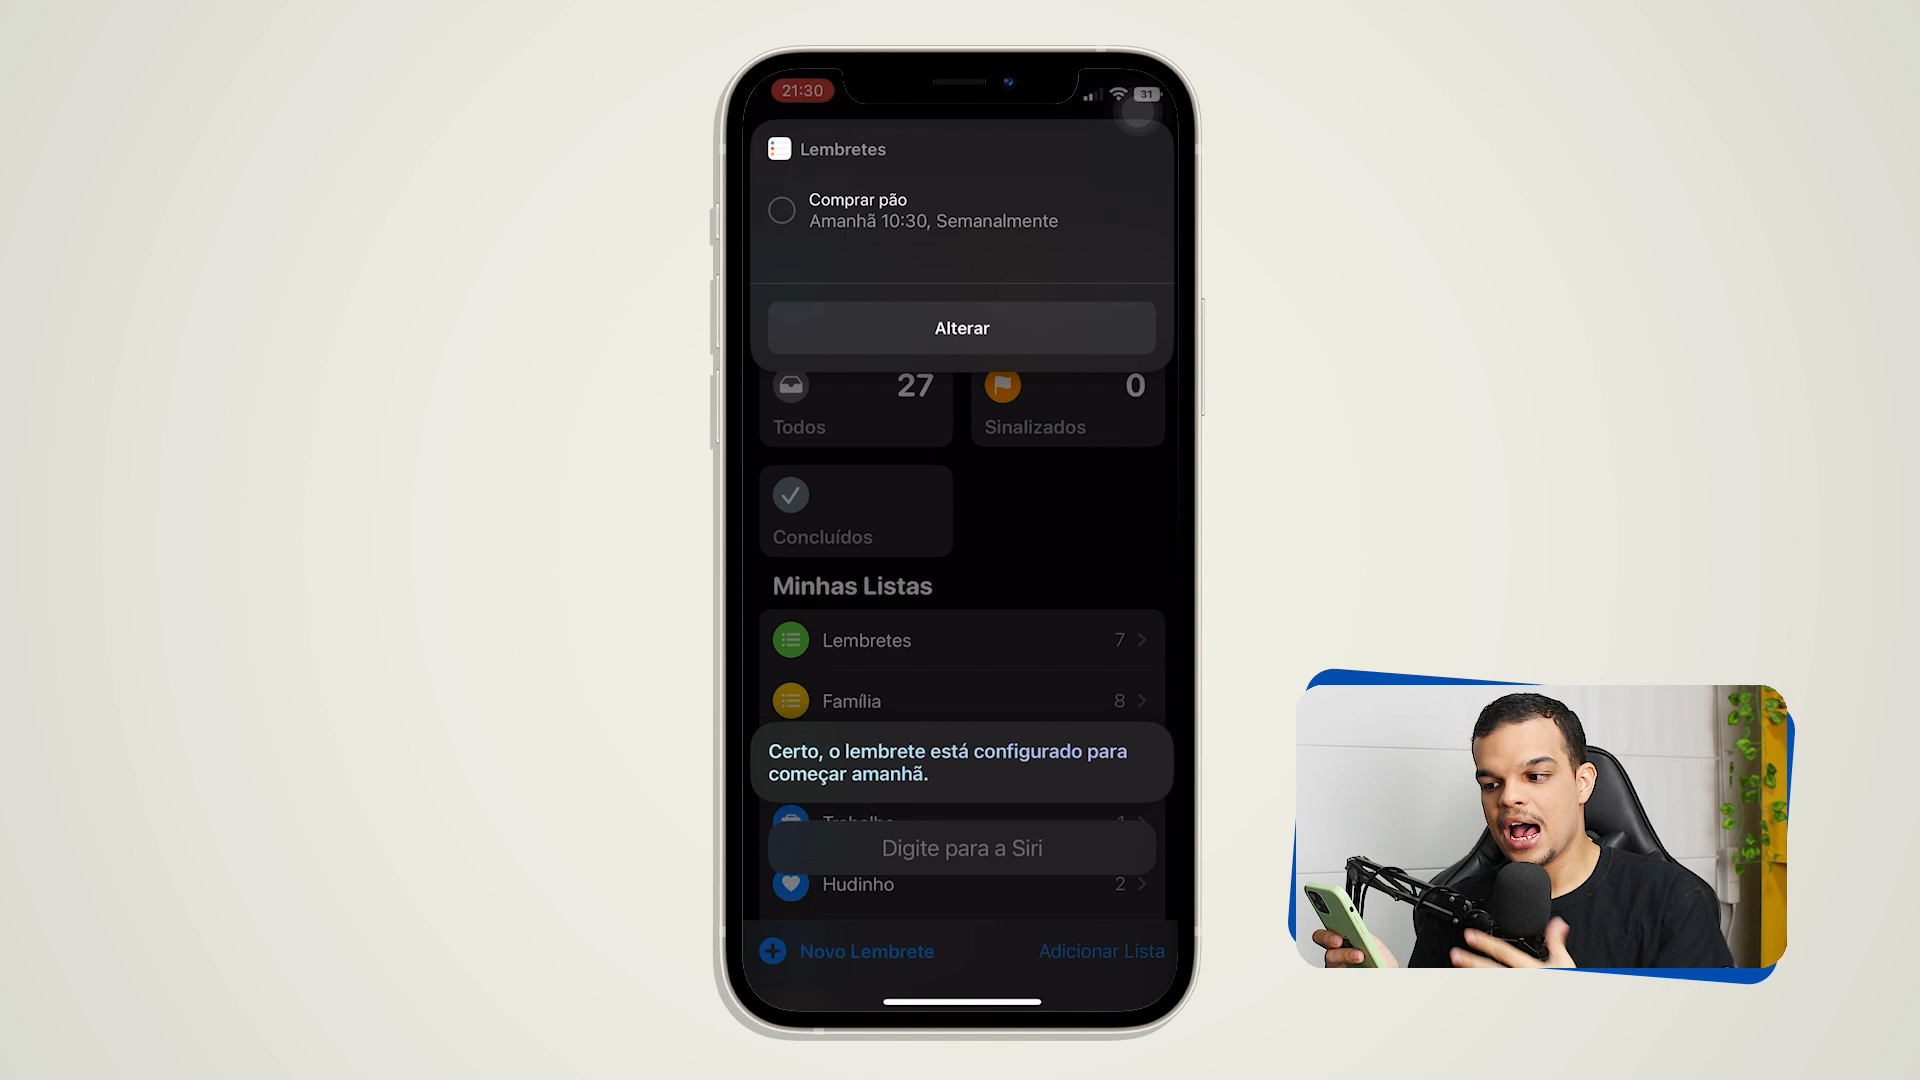 21:30
31
Lembretes
Comprar pão
Amanhã 10:30, Semanalmente
Alterar
27
0
Todos
Sinalizados
Concluídos
Minhas Listas
Lembretes 7
Família 8
Certo, o lembrete está configurado para
começar amanhã.
Trabalho 1
Digite para a Siri
Hudinho 2
Novo Lembrete
Adicionar Lista